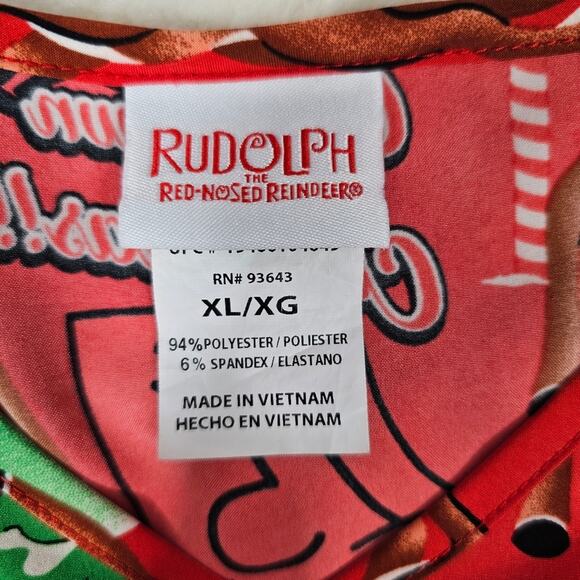 RUDOLPH
THE
RED-NOSED REINDEER®
RN# 93643
XL/XG
94% POLYESTER / POLIESTER
6% SPANDEX / ELASTANO
MADE IN VIETNAM
HECHO EN VIETNAM